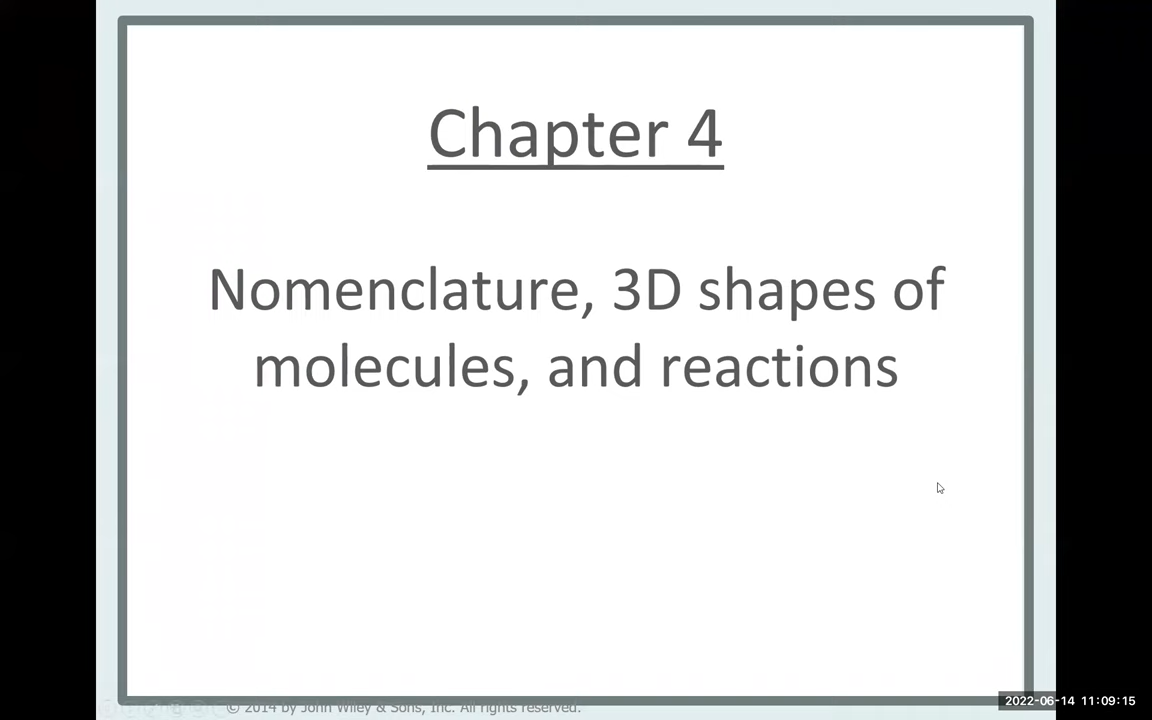 Chapter 4
Nomenclature, 3D shapes of
molecules, and reactions
© 2014 by John Wiley & Sons, Inc. All rights reserved.
2022-06-14 11:09:15